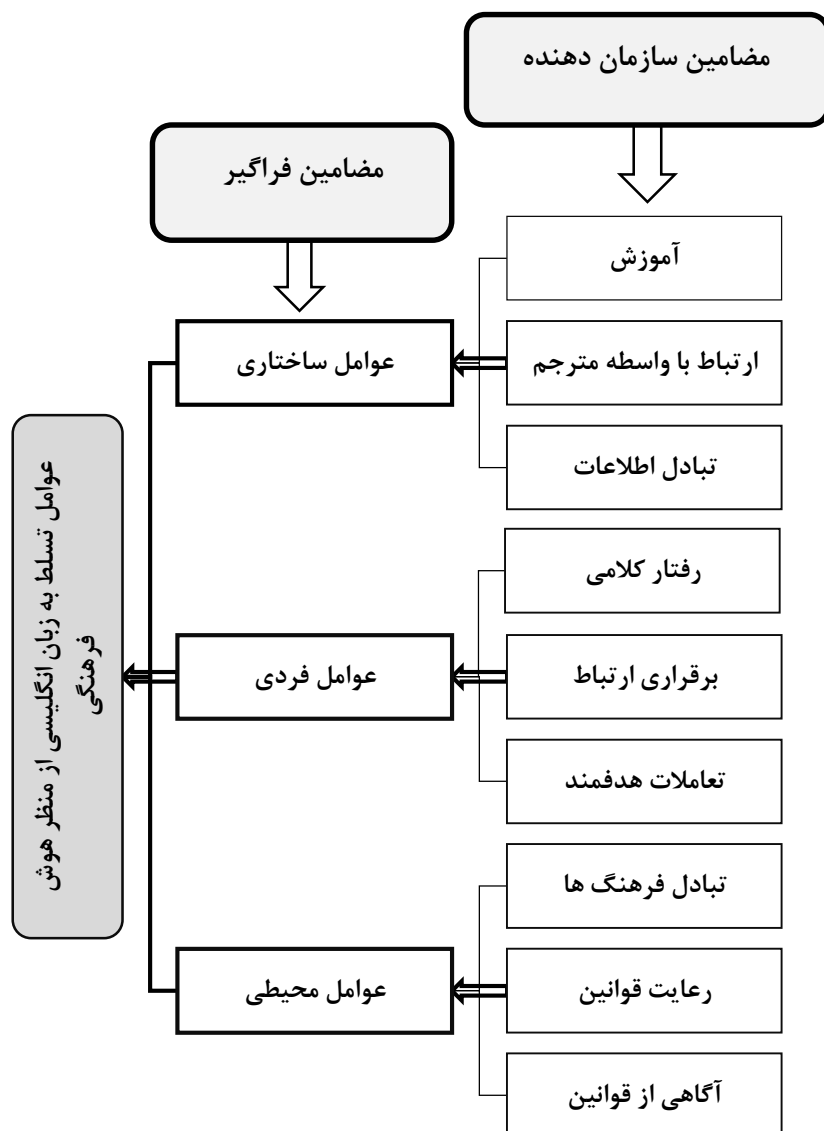 مضامین سازمان دهنده
مضامین فراگیر
آموزش
ارتباط با واسطه مترجم
تبادل اطلاعات
عوامل ساختاری
رفتار کلامی
برقراری ارتباط
تعاملات هدفمند
عوامل فردی
تبادل فرهنگ ها
رعایت قوانین
آگاهی از قوانین
عوامل محیطی
عوامل تسلط به زبان انگلیسی از منظر هوش
فرهنگی